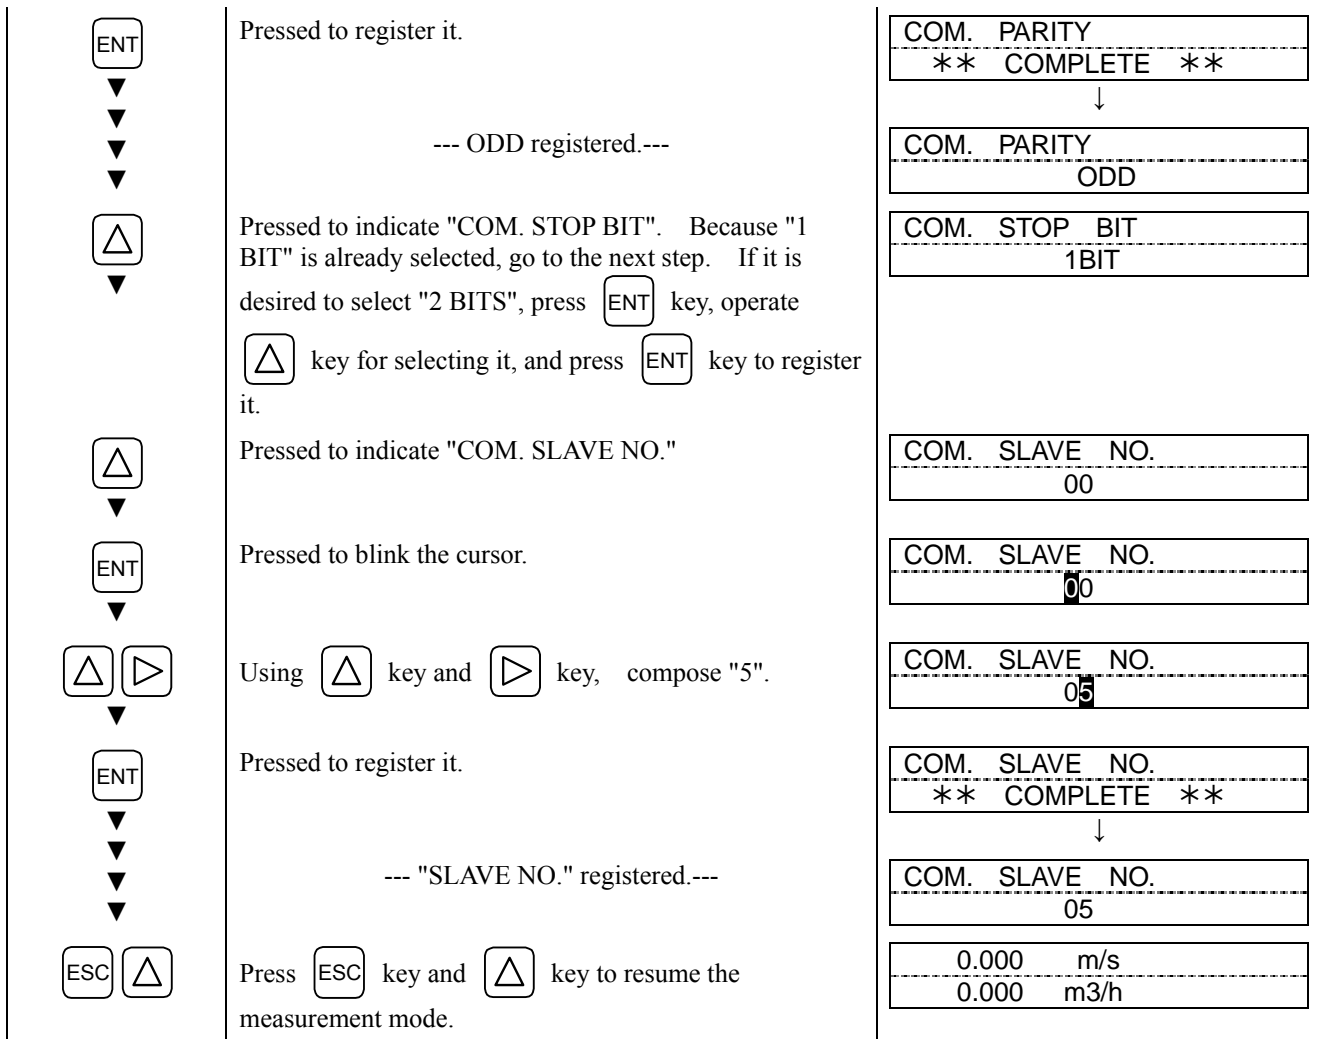 ENT
Pressed to register it.
COM. PARITY
** COMPLETE **
↓
--- ODD registered.---
COM. PARITY
ODD
△
Pressed to indicate "COM. STOP BIT". Because "1
BIT" is already selected, go to the next step. If it is
desired to select "2 BITS", press ENT key, operate
△ key for selecting it, and press ENT key to register
it.
COM. STOP BIT
1BIT
△
Pressed to indicate "COM. SLAVE NO."
COM. SLAVE NO.
00
ENT
Pressed to blink the cursor.
COM. SLAVE NO.
00
△ ▷
Using △ key and ▷ key, compose "5".
COM. SLAVE NO.
05
ENT
Pressed to register it.
COM. SLAVE NO.
** COMPLETE **
↓
--- "SLAVE NO." registered.---
COM. SLAVE NO.
05
ESC △
Press ESC key and △ key to resume the
measurement mode.
0.000 m/s
0.000 m3/h